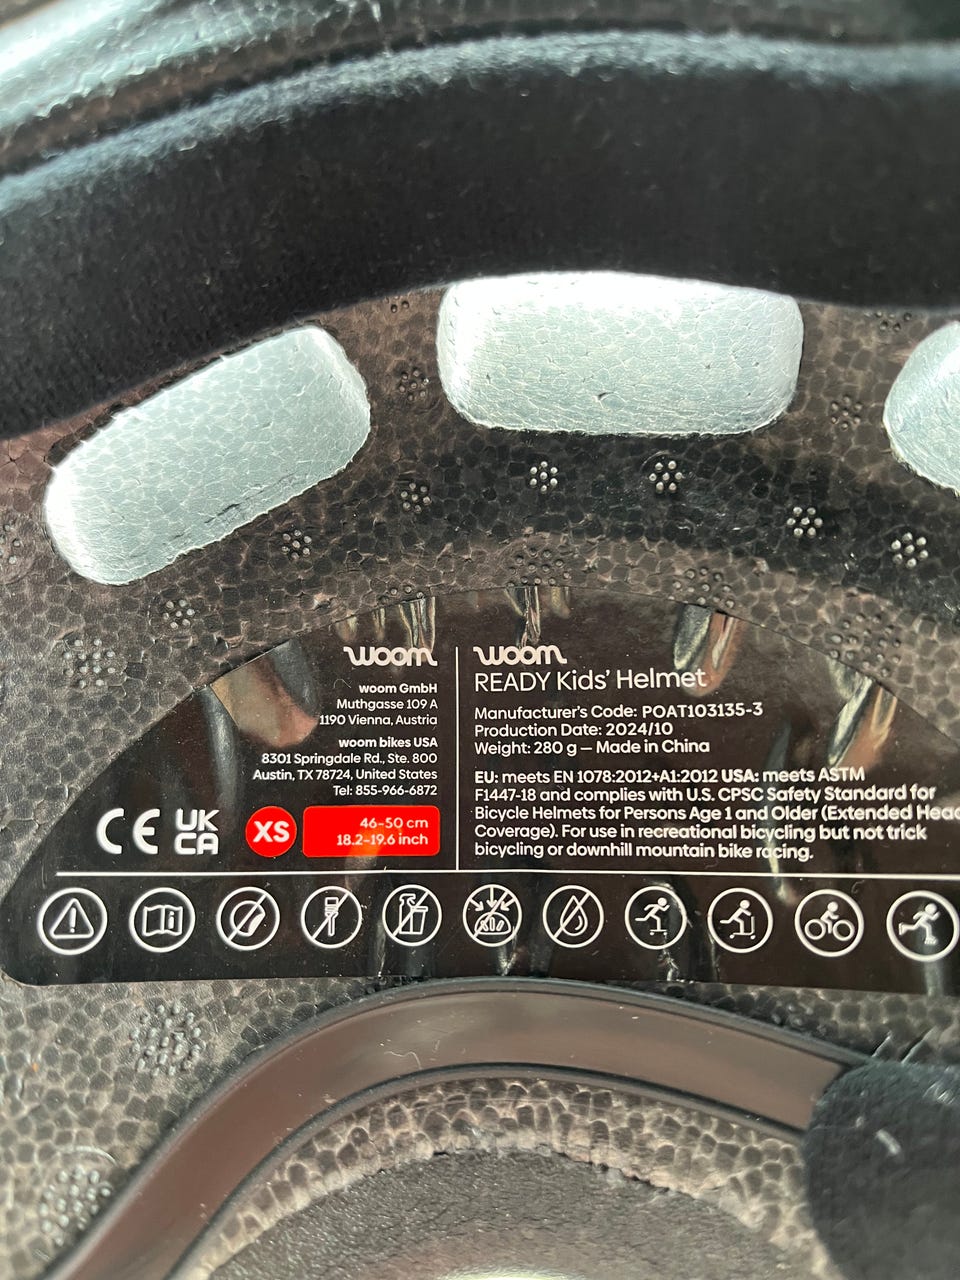 woom
woom GmbH
Muthgasse 109 A
1190 Vienna, Austria
woom bikes USA
8301 Springdale Rd., Ste. 800
Austin, TX 78724, United States
Tel: 855-966-6872
CE UK
CA
XS
46–50 cm
18.2–19.6 inch
woom
READY Kids’ Helmet
Manufacturer's Code: POAT103135-3
Production Date: 2024/10
Weight: 280 g — Made in China
EU: meets EN 1078:2012+A1:2012 USA: meets ASTM
F1447-18 and complies with U.S. CPSC Safety Standard for
Bicycle Helmets for Persons Age 1 and Older (Extended Head
Coverage). For use in recreational bicycling but not trick
bicycling or downhill mountain bike racing.